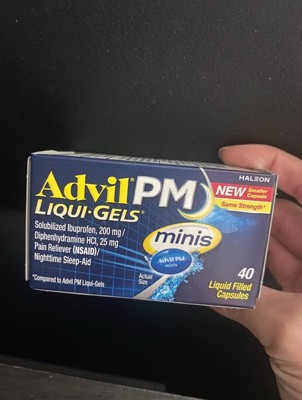 HALEON
Advil PM
LIQUI•GELS®
NEW Smaller Capsule
Same Strength*
Solubilized Ibuprofen, 200 mg/
Diphenhydramine HCl, 25 mg
Pain Reliever (NSAID)/
Nighttime Sleep-Aid
minis
Advil PM
Actual
Size
*Compared to Advil PM Liqui-Gels
40
Liquid Filled
Capsules